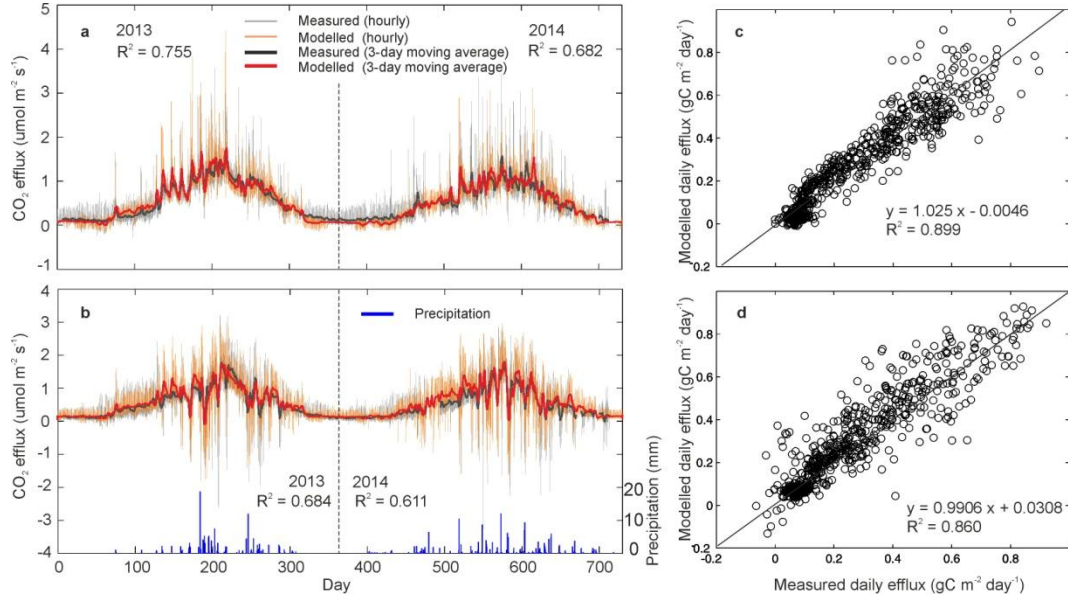 a
2013
R² = 0.755
Measured (hourly)
Modelled (hourly)
Measured (3-day moving average)
Modelled (3-day moving average)
2014
R² = 0.682
CO₂ efflux (umol m⁻² s⁻¹)
5
4
3
2
1
0
-1
b
Precipitation
CO₂ efflux (umol m⁻² s⁻¹)
4
3
2
1
0
-1
-2
-3
-4
2013
R² = 0.684
2014
R² = 0.611
Precipitation (mm)
20
10
0
0 100 200 300 400 500 600 700
Day
c
Modelled daily efflux (gC m⁻² day⁻¹)
0.8
0.6
0.4
0.2
0
-0.2
y = 1.025 x - 0.0046
R² = 0.899
d
Modelled daily efflux (gC m⁻² day⁻¹)
0.8
0.6
0.4
0.2
0
-0.2
y = 0.9906 x + 0.0308
R² = 0.860
-0.2 0 0.2 0.4 0.6 0.8
Measured daily efflux (gC m⁻² day⁻¹)